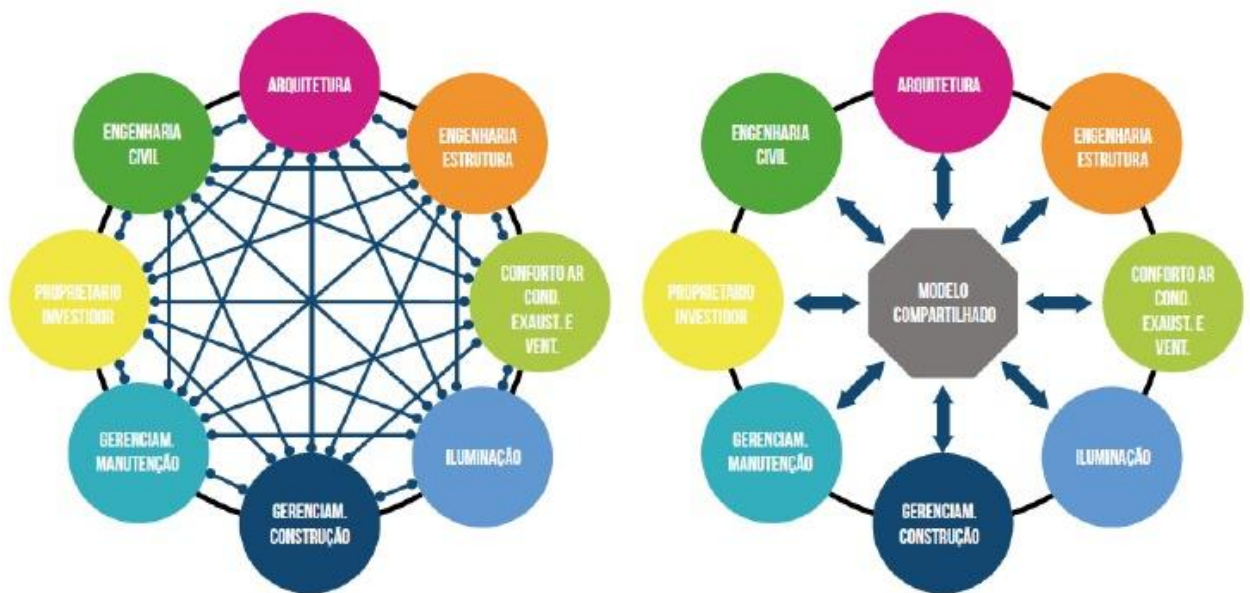 ARQUITETURA
ENGENHARIA
CIVIL
ENGENHARIA
ESTRUTURA
PROPRIETARIO
INVESTIDOR
CONFORTO AR
COND.
EXAUST. E
VENT.
GERENCIAM.
MANUTENÇÃO
ILUMINAÇÃO
GERENCIAM.
CONSTRUÇÃO
ARQUITETURA
ENGENHARIA
CIVIL
ENGENHARIA
ESTRUTURA
PROPRIETARIO
INVESTIDOR
MODELO
COMPARTILHADO
CONFORTO AR
COND.
EXAUST. E
VENT.
GERENCIAM.
MANUTENÇÃO
ILUMINAÇÃO
GERENCIAM.
CONSTRUÇÃO